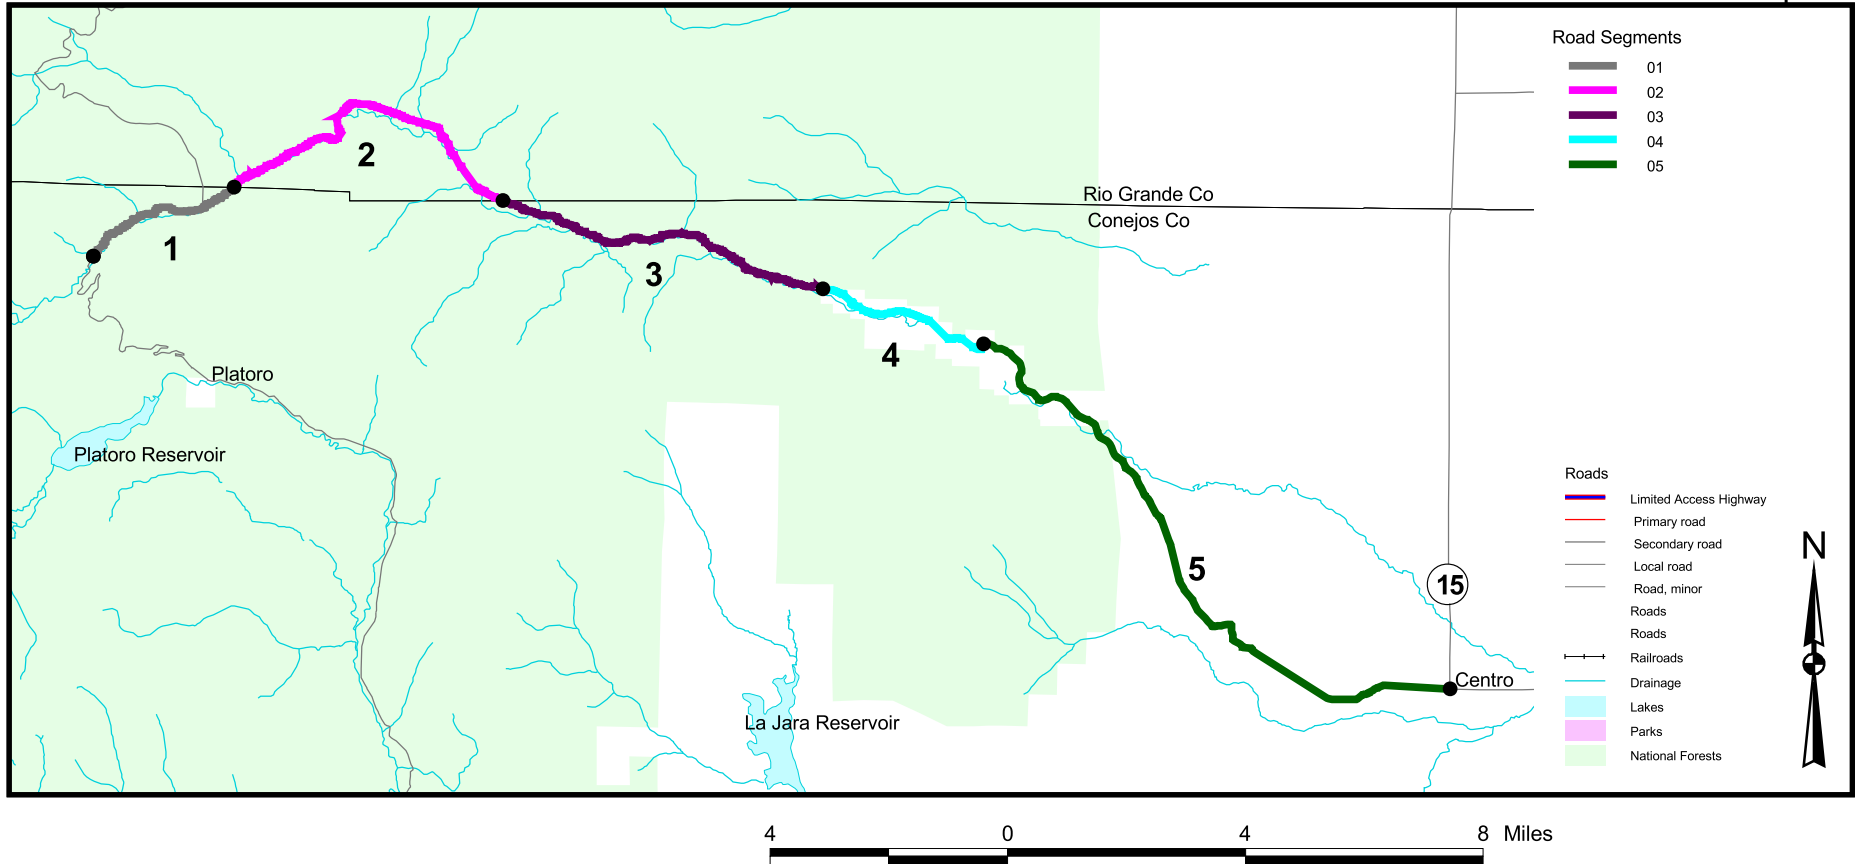 Road Segments
01
02
03
04
05
2
Rio Grande Co
Conejos Co
1
3
4
Platoro
Platoro Reservoir
5
15
Centro
La Jara Reservoir
Roads
Limited Access Highway
Primary road
Secondary road
Local road
Road, minor
Roads
Roads
Railroads
Drainage
Lakes
Parks
National Forests
N
4 0 4 8 Miles